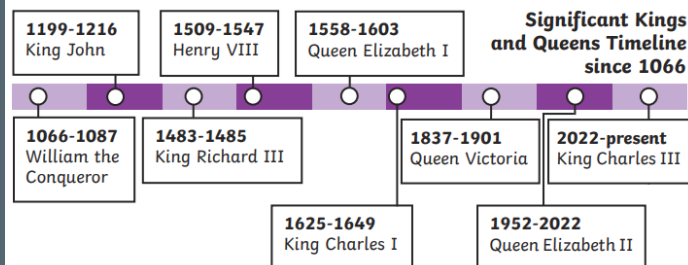 Significant Kings
and Queens Timeline
since 1066
1199-1216
King John
1509-1547
Henry VIII
1558-1603
Queen Elizabeth I
1066-1087
William the
Conqueror
1483-1485
King Richard III
1625-1649
King Charles I
1837-1901
Queen Victoria
1952-2022
Queen Elizabeth II
2022-present
King Charles III